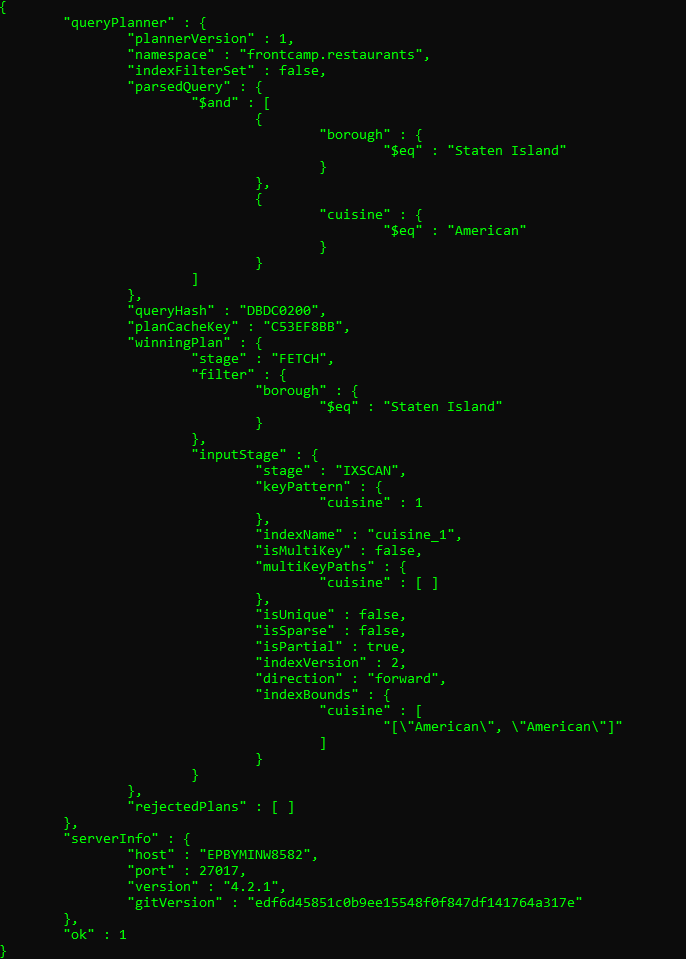 {
"queryPlanner" : {
"plannerVersion" : 1,
"namespace" : "frontcamp.restaurants",
"indexFilterSet" : false,
"parsedQuery" : {
"$and" : [
{
"borough" : {
"$eq" : "Staten Island"
}
},
{
"cuisine" : {
"$eq" : "American"
}
}
]
},
"queryHash" : "DBDC0200",
"planCacheKey" : "C53EF8BB",
"winningPlan" : {
"stage" : "FETCH",
"filter" : {
"borough" : {
"$eq" : "Staten Island"
}
},
"inputStage" : {
"stage" : "IXSCAN",
"keyPattern" : {
"cuisine" : 1
},
"indexName" : "cuisine_1",
"isMultiKey" : false,
"multiKeyPaths" : {
"cuisine" : [ ]
},
"isUnique" : false,
"isSparse" : false,
"isPartial" : true,
"indexVersion" : 2,
"direction" : "forward",
"indexBounds" : {
"cuisine" : [
"[\"American\", \"American\"]"
]
}
}
},
"rejectedPlans" : [ ]
},
"serverInfo" : {
"host" : "EPBYMINW8582",
"port" : 27017,
"version" : "4.2.1",
"gitVersion" : "edf6d45851c0b9ee15548f0f847df141764a317e"
},
"ok" : 1
}